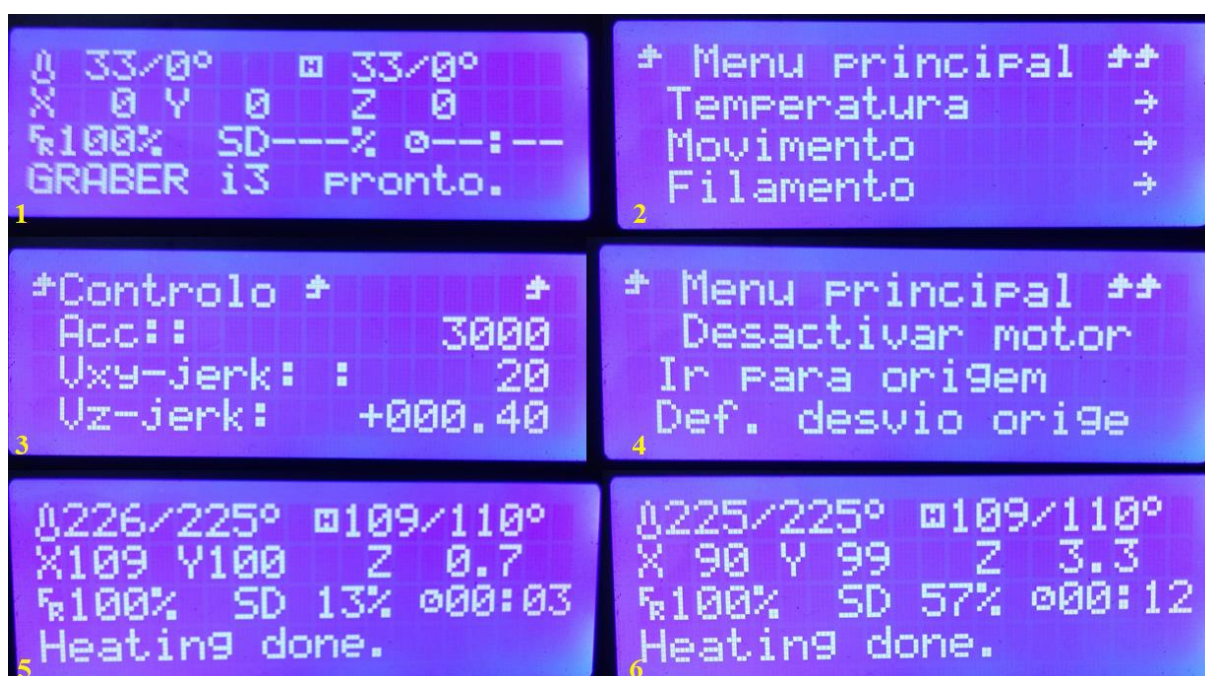 33/0° 33/0°
X 0 Y 0 Z 0
FR100% SD---% --:--
GRABER i3 pronto.
1
Menu principal
Temperatura →
Movimento →
Filamento →
2
Controlo
Acc:: 3000
Vxy-jerk: : 20
Vz-jerk: +000.40
3
Menu principal
Desactivar motor
Ir para origem
Def. desvio orige
4
226/225° 109/110°
X109 Y100 Z 0.7
FR100% SD 13% 00:03
Heating done.
5
225/225° 109/110°
X 90 Y 99 Z 3.3
FR100% SD 57% 00:12
Heating done.
6